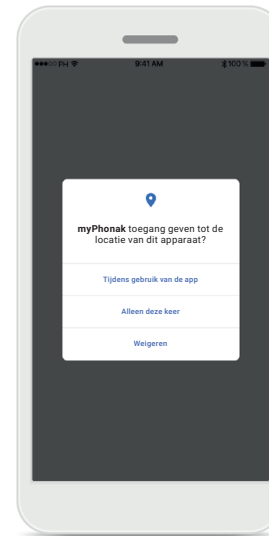 ●●●○○ PH 9:41 AM 100 %
myPhonak toegang geven tot de
locatie van dit apparaat?
Tijdens gebruik van de app
Alleen deze keer
Weigeren